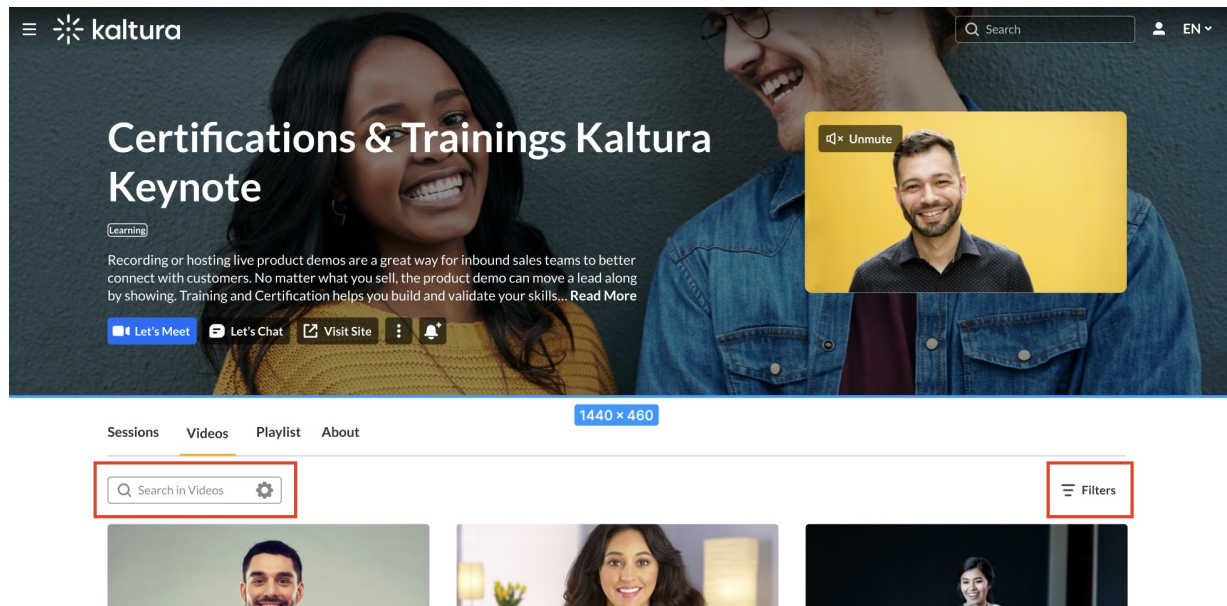 kaltura
Search
EN
Certifications & Trainings Kaltura
Keynote
Unmute
Learning
Recording or hosting live product demos are a great way for inbound sales teams to better
connect with customers. No matter what you sell, the product demo can move a lead along
by showing. Training and Certification helps you build and validate your skills... Read More
Let's Meet Let's Chat Visit Site
1440 × 460
Sessions Videos Playlist About
Search in Videos
Filters